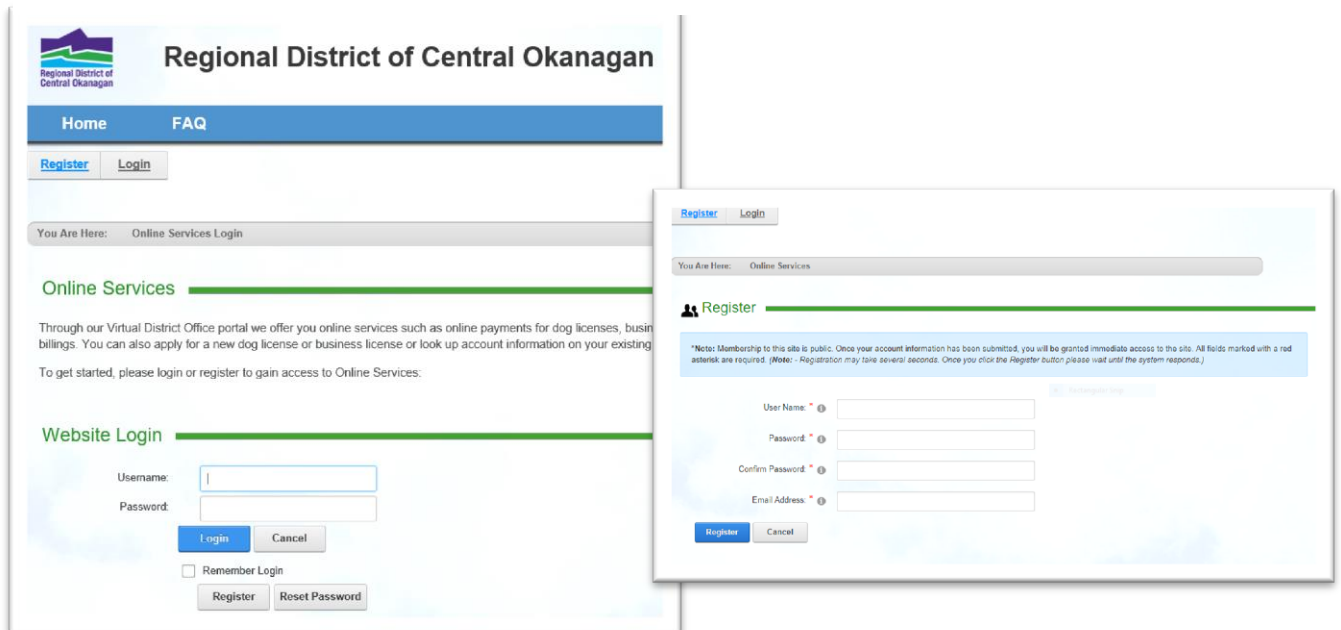 Regional District of
Central Okanagan
Regional District of Central Okanagan
Home FAQ
Register Login
You Are Here: Online Services Login
Online Services
Through our Virtual District Office portal we offer you online services such as online payments for dog licenses,
billings. You can also apply for a new dog license or business license or look up account information on your existing
To get started, please login or register to gain access to Online Services:
Website Login
Username:
Password:
Login Cancel
Remember Login
Register Reset Password
Register Login
You Are Here: Online Services
Register
*Note: Membership to this site is public. Once your account information has been submitted, you will be granted immediate access to the site. All fields marked with a red
asterisk are required. (Note: - Registration may take several seconds. Once you click the Register button please wait until the system responds.)
User Name: *
Password: *
Confirm Password: *
Email Address: *
Register Cancel